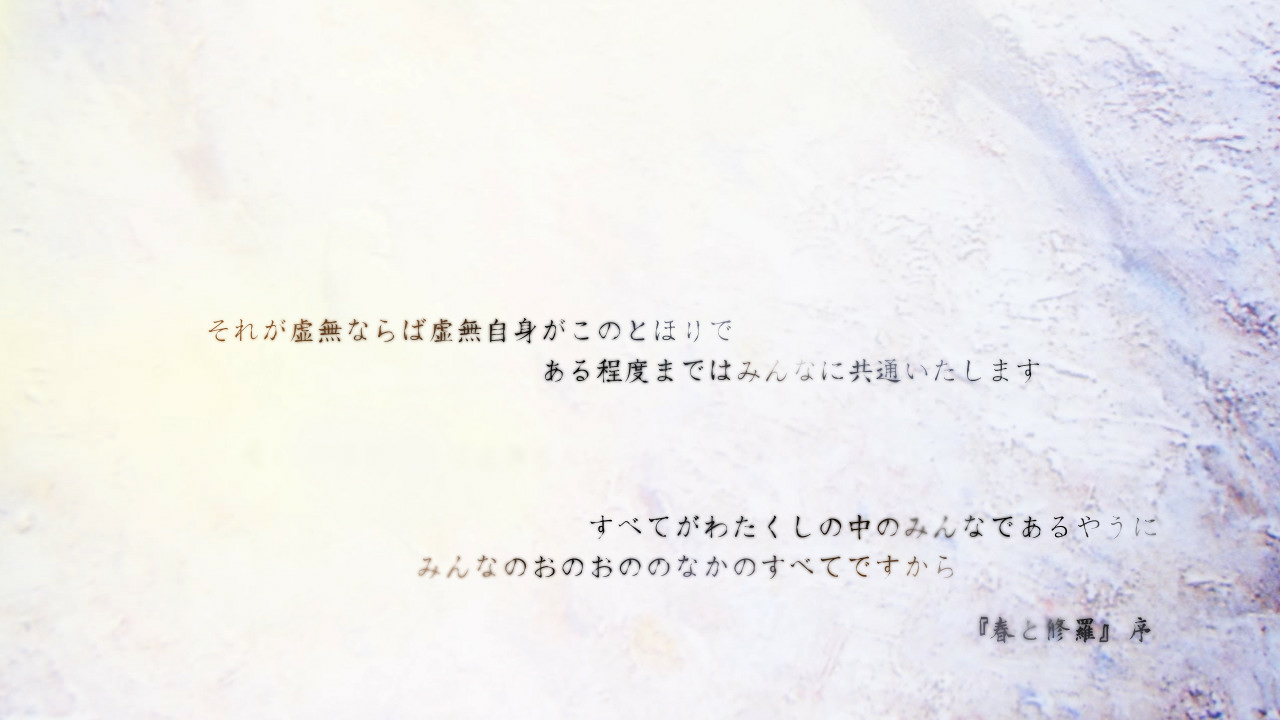 それが虚無ならば虚無自身がこのとほりで
ある程度まではみんなに共通いたします
すべてがわたくしの中のみんなであるやうに
みんなのおのおののなかのすべてですから
『春と修羅』序